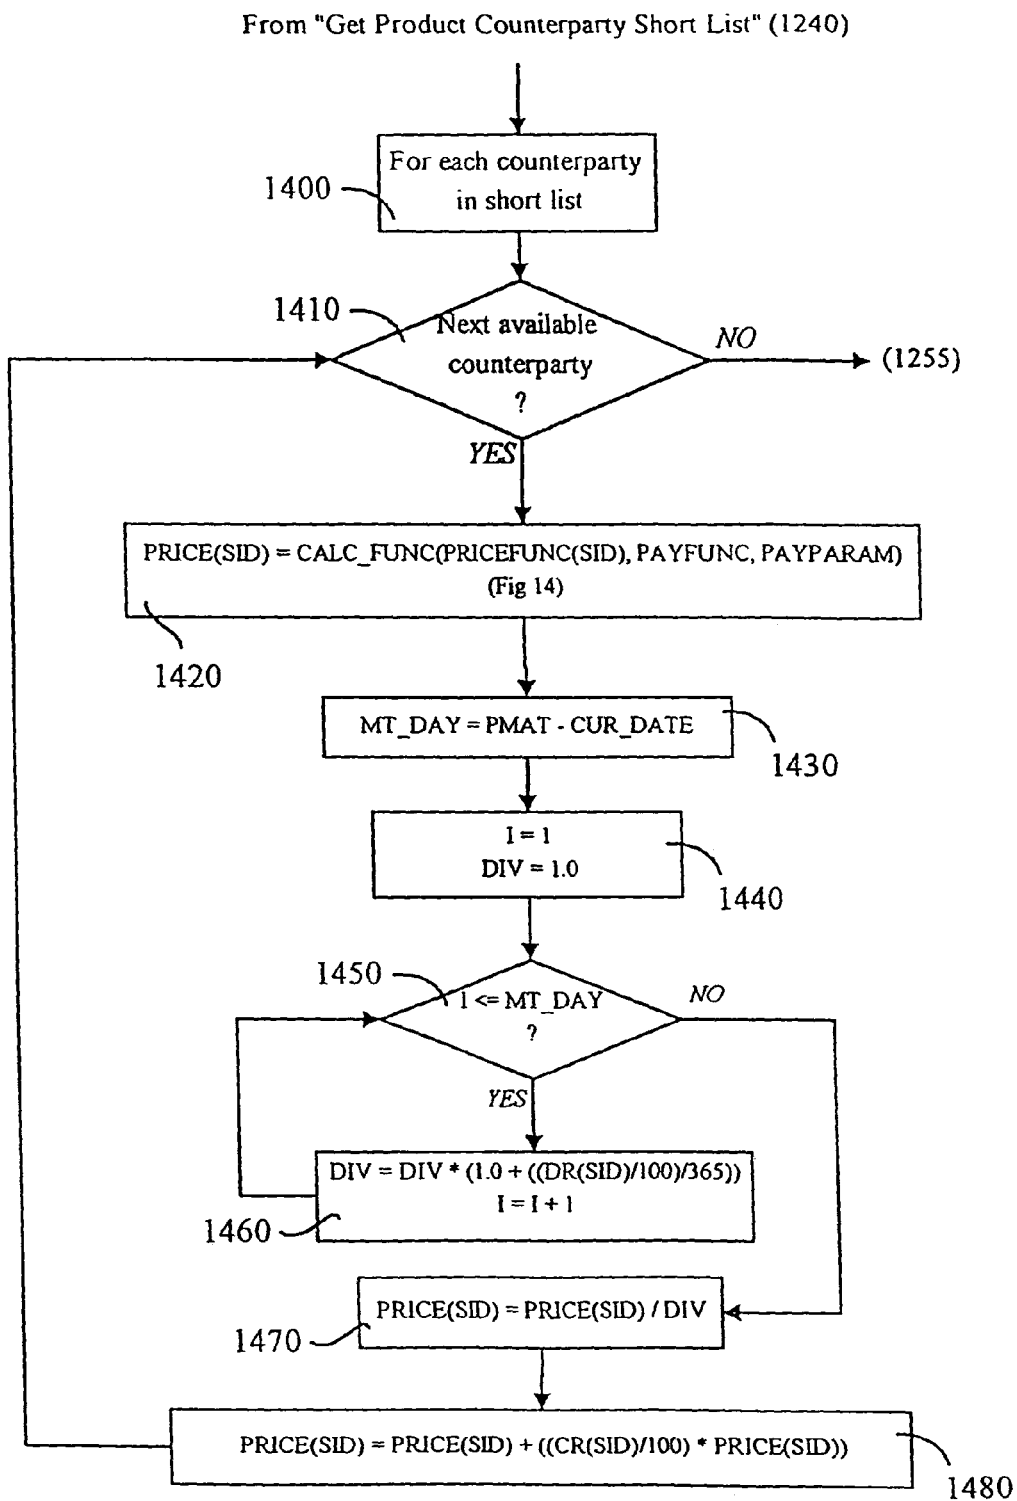 From "Get Product Counterparty Short List" (1240)
For each counterparty
in short list
1400
1410
Next available
counterparty
?
NO
(1255)
YES
PRICE(SID) = CALC_FUNC(PRICEFUNC(SID), PAYFUNC, PAYPARAM)
(Fig 14)
1420
MT_DAY = PMAT - CUR_DATE
1430
I = 1
DIV = 1.0
1440
1450
I <= MT_DAY
?
NO
YES
DIV = DIV * (1.0 + ((DR(SID)/100)/365))
I = I + 1
1460
PRICE(SID) = PRICE(SID) / DIV
1470
PRICE(SID) = PRICE(SID) + ((CR(SID)/100) * PRICE(SID))
1480